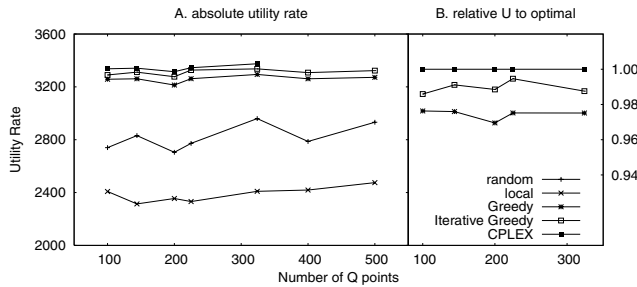 A. absolute utility rate
B. relative U to optimal
Utility Rate
3600
3200
2800
2400
2000
1.00
0.98
0.96
0.94
random
local
Greedy
Iterative Greedy
CPLEX
100 200 300 400 500
100 200 300
Number of Q points